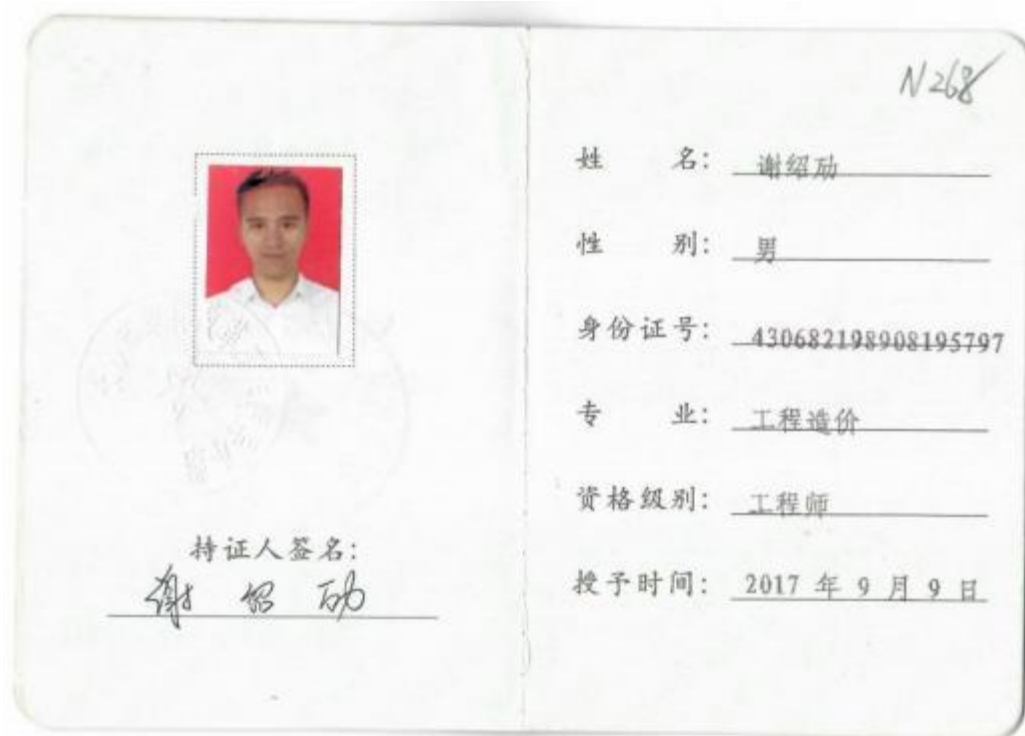 持证人签名:
谢绍劢
N268
姓 名: 谢绍劢
性 别: 男
身份证号: 430682198908195797
专 业: 工程造价
资格级别: 工程师
授予时间: 2017 年 9 月 9 日